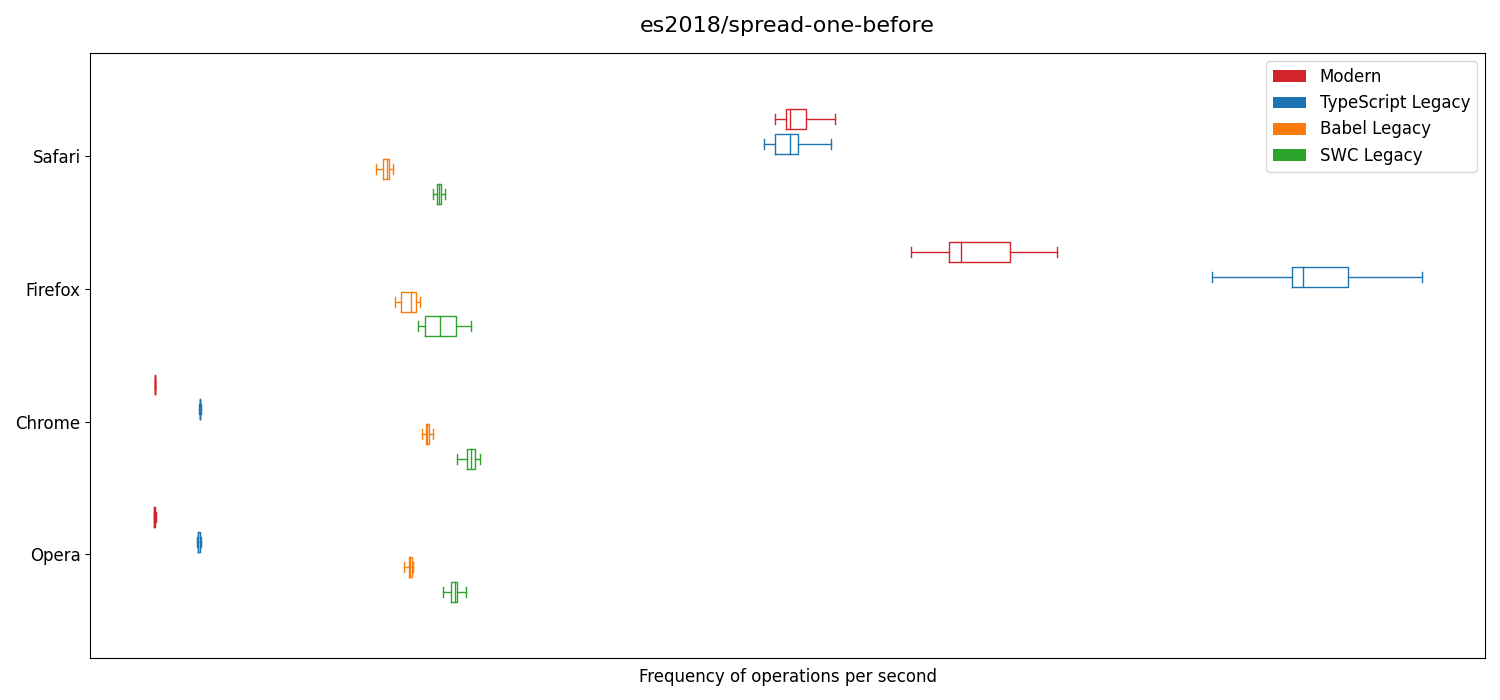 es2018/spread-one-before
Modern
TypeScript Legacy
Babel Legacy
SWC Legacy
Safari
Firefox
Chrome
Opera
Frequency of operations per second